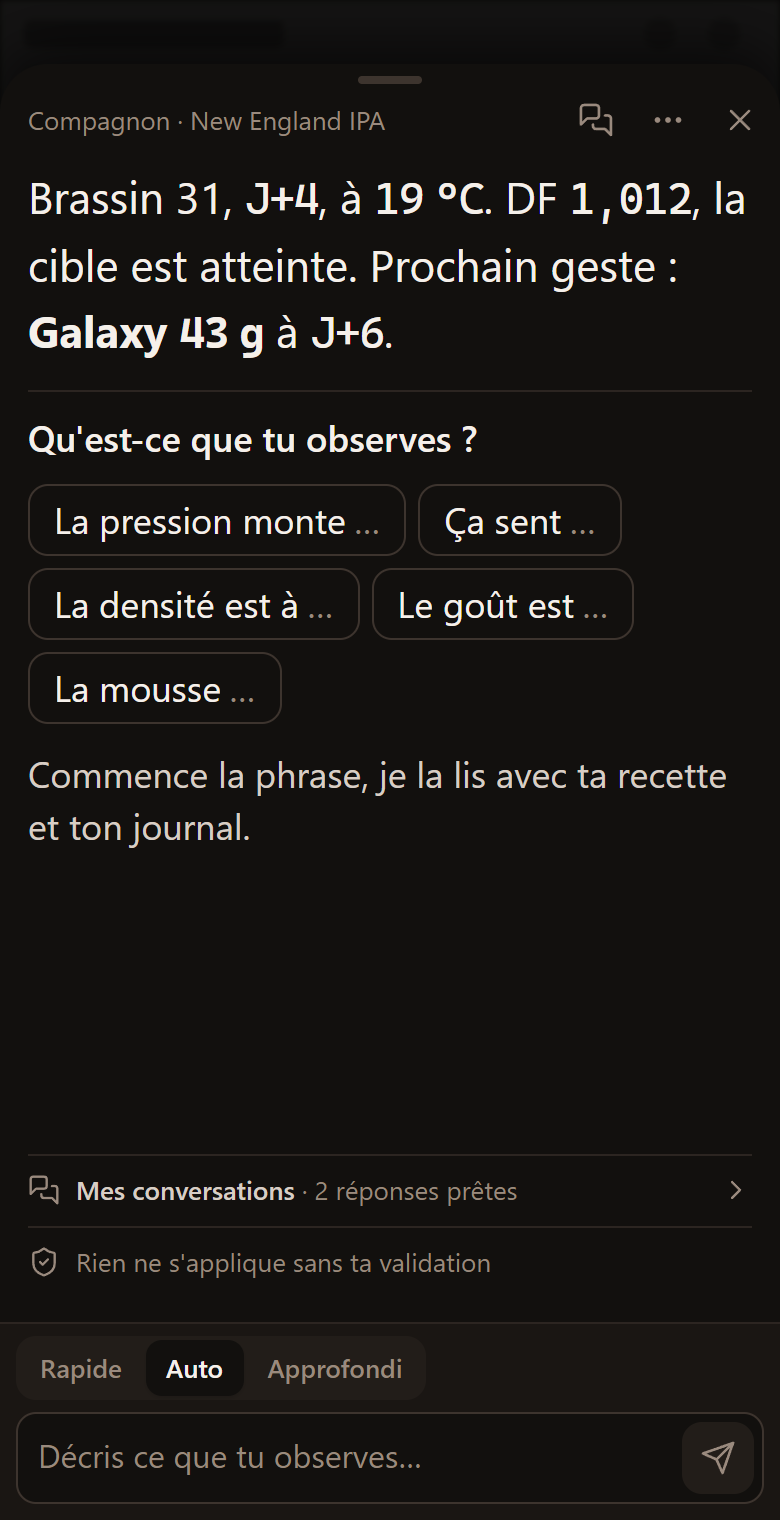 Compagnon · New England IPA
Brassin 31, J+4, à 19 °C. DF 1,012, la
cible est atteinte. Prochain geste :
Galaxy 43 g à J+6.
Qu'est-ce que tu observes ?
La pression monte ...
Ça sent ...
La densité est à ...
Le goût est ...
La mousse ...
Commence la phrase, je la lis avec ta recette
et ton journal.
Mes conversations · 2 réponses prêtes
Rien ne s'applique sans ta validation
Rapide
Auto
Approfondi
Décris ce que tu observes...